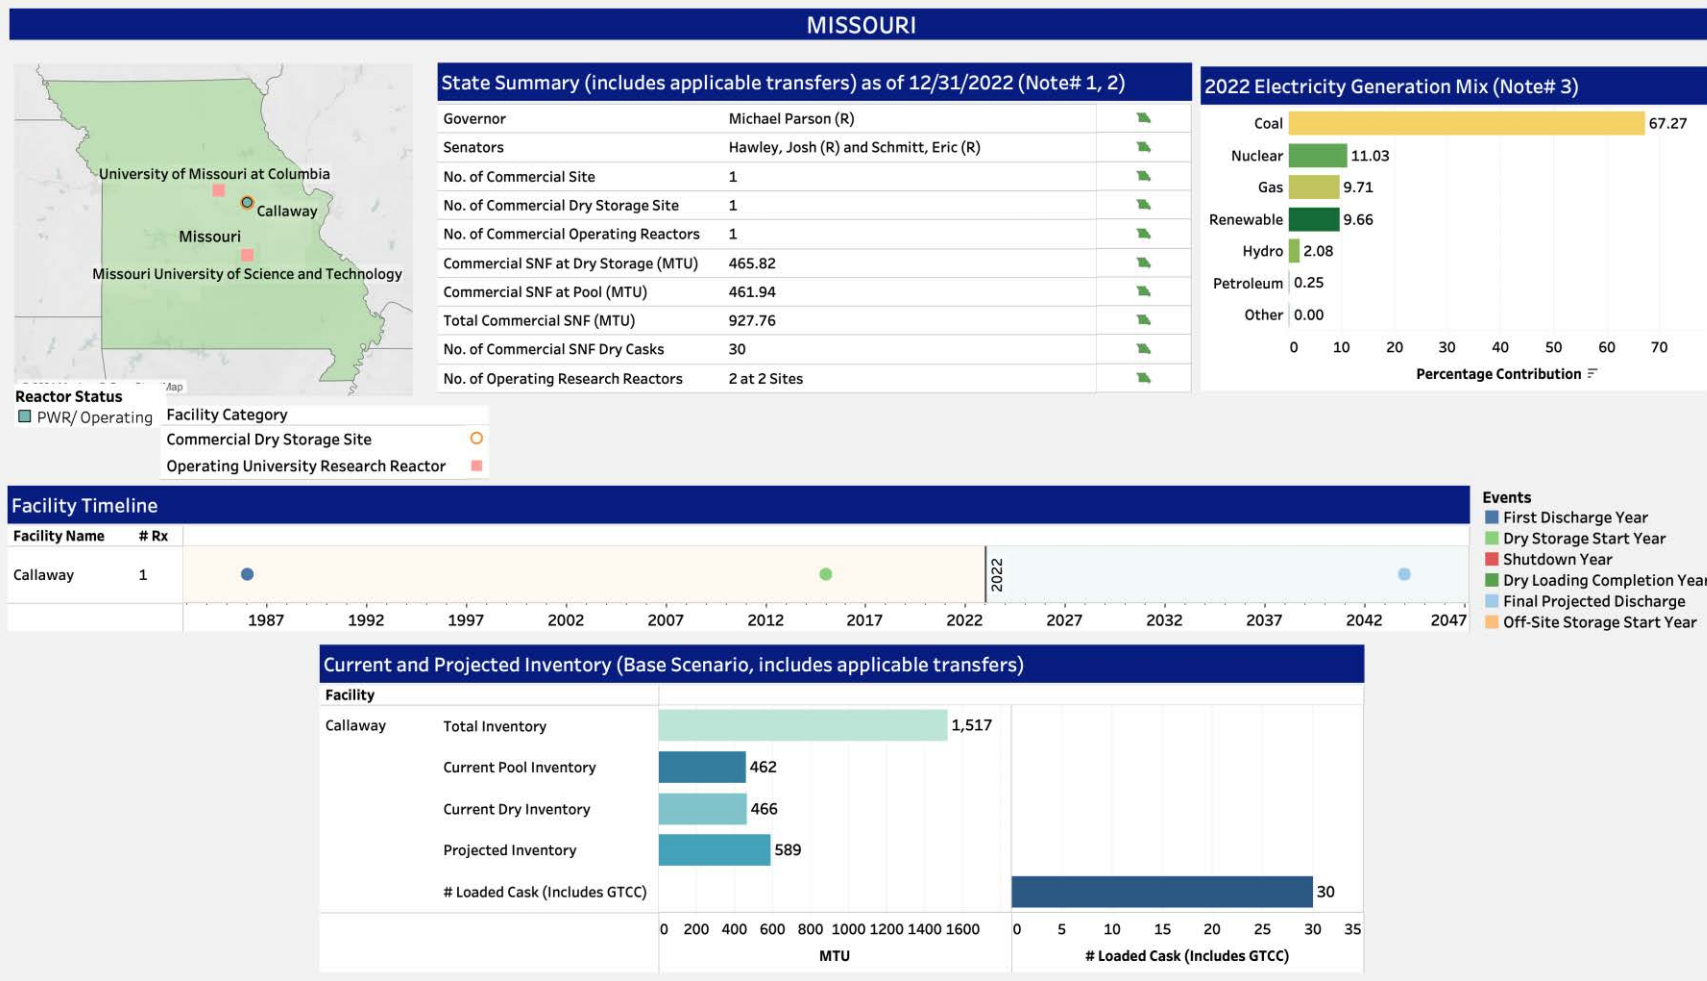 MISSOURI
University of Missouri at Columbia
Callaway
Missouri
Missouri University of Science and Technology
Map
Reactor Status
PWR/ Operating
Facility Category
Commercial Dry Storage Site
Operating University Research Reactor
State Summary (includes applicable transfers) as of 12/31/2022 (Note# 1, 2)
Governor Michael Parson (R)
Senators Hawley, Josh (R) and Schmitt, Eric (R)
No. of Commercial Site 1
No. of Commercial Dry Storage Site 1
No. of Commercial Operating Reactors 1
Commercial SNF at Dry Storage (MTU) 465.82
Commercial SNF at Pool (MTU) 461.94
Total Commercial SNF (MTU) 927.76
No. of Commercial SNF Dry Casks 30
No. of Operating Research Reactors 2 at 2 Sites
2022 Electricity Generation Mix (Note# 3)
Coal 67.27
Nuclear 11.03
Gas 9.71
Renewable 9.66
Hydro 2.08
Petroleum 0.25
Other 0.00
0 10 20 30 40 50 60 70
Percentage Contribution
Facility Timeline
Facility Name # Rx
Callaway 1
2022
1987 1992 1997 2002 2007 2012 2017 2022 2027 2032 2037 2042 2047
Events
First Discharge Year
Dry Storage Start Year
Shutdown Year
Dry Loading Completion Year
Final Projected Discharge
Off-Site Storage Start Year
Current and Projected Inventory (Base Scenario, includes applicable transfers)
Facility
Callaway Total Inventory 1,517
Current Pool Inventory 462
Current Dry Inventory 466
Projected Inventory 589
# Loaded Cask (Includes GTCC) 30
0 200 400 600 800 1000 1200 1400 1600
MTU
0 5 10 15 20 25 30 35
# Loaded Cask (Includes GTCC)